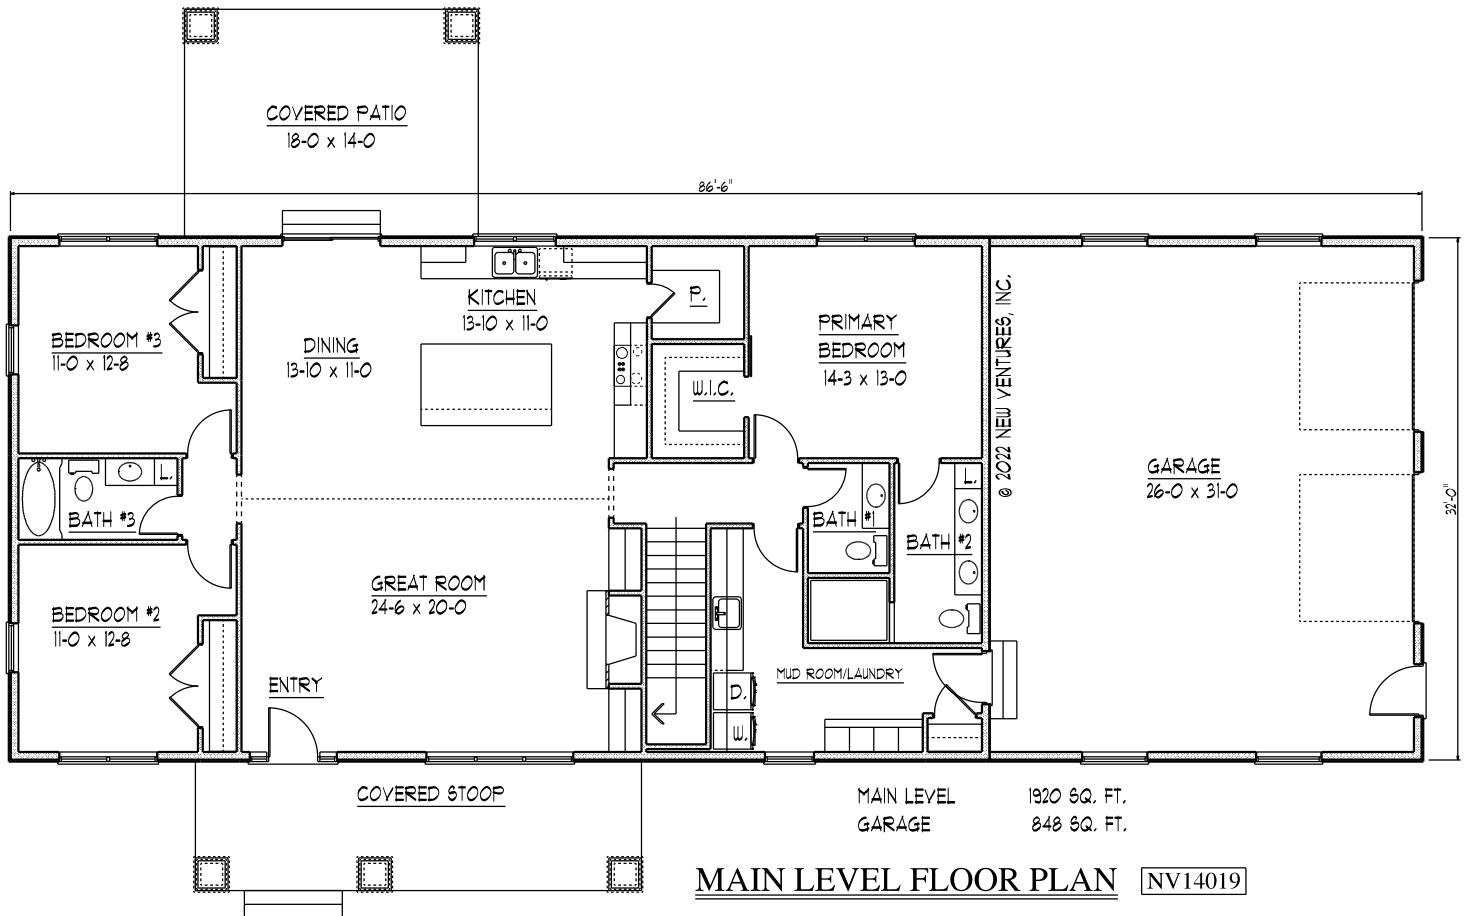 COVERED PATIO
18-0 x 14-0
86'-6"
BEDROOM #3
11-0 x 12-8
DINING
13-10 x 11-0
KITCHEN
13-10 x 11-0
P.
W.I.C.
PRIMARY
BEDROOM
14-3 x 13-0
© 2022 NEW VENTURES, INC.
GARAGE
26-0 x 31-0
32'-0"
L.
BATH #3
BATH #1
L.
BATH #2
BEDROOM #2
11-0 x 12-8
GREAT ROOM
24-6 x 20-0
ENTRY
D.
W.
MUD ROOM/LAUNDRY
COVERED STOOP
MAIN LEVEL 1920 SQ. FT.
GARAGE 848 SQ. FT.
MAIN LEVEL FLOOR PLAN
NV14019